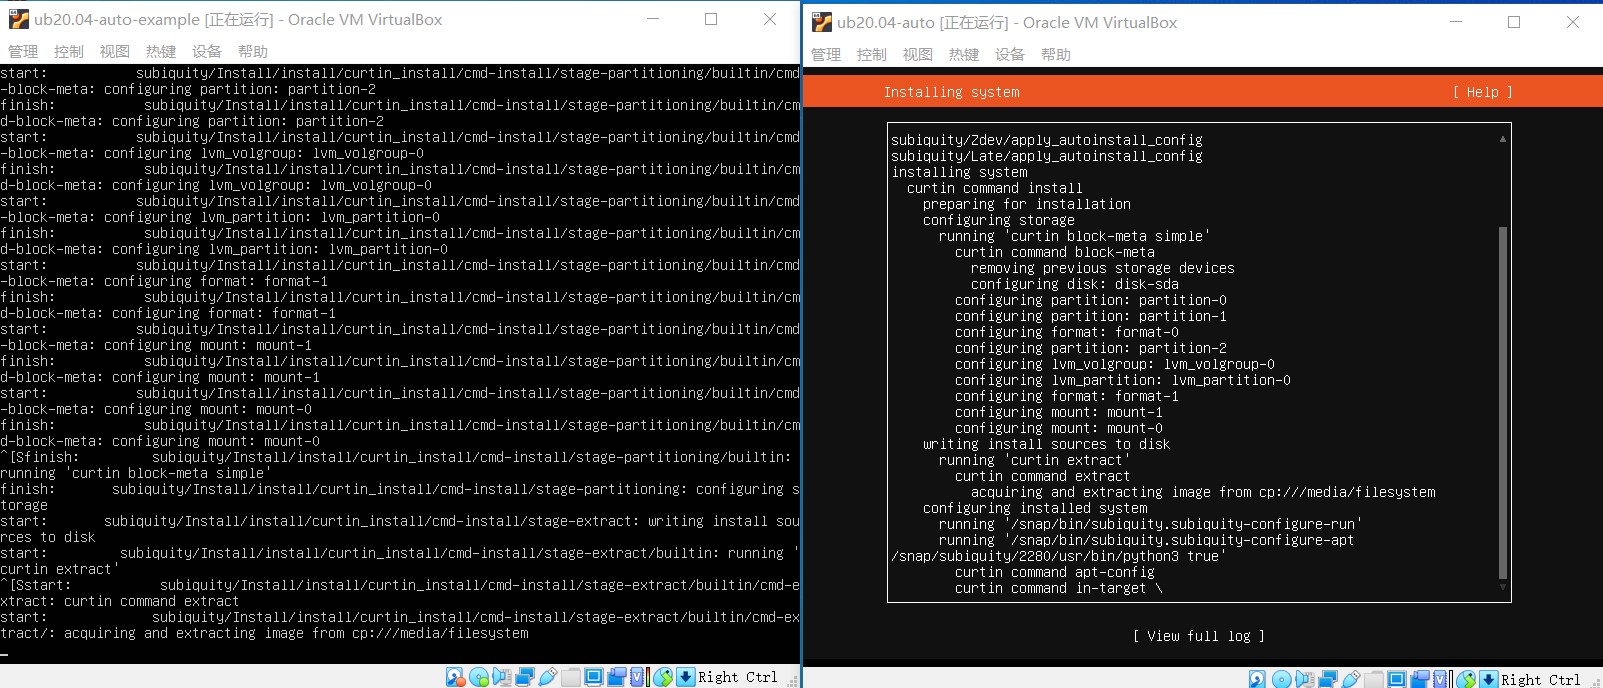 ub20.04-auto-example [正在运行] - Oracle VM VirtualBox
管理 控制 视图 热键 设备 帮助
start:           subiquity/Install/install/curtin_install/cmd-install/stage-partitioning/builtin/cmd
-block-meta: configuring partition: partition-2
finish:           subiquity/Install/install/curtin_install/cmd-install/stage-partitioning/builtin/cm
d-block-meta: configuring partition: partition-2
start:           subiquity/Install/install/curtin_install/cmd-install/stage-partitioning/builtin/cmd
-block-meta: configuring lvm_volgroup: lvm_volgroup-0
finish:           subiquity/Install/install/curtin_install/cmd-install/stage-partitioning/builtin/cm
d-block-meta: configuring lvm_volgroup: lvm_volgroup-0
start:           subiquity/Install/install/curtin_install/cmd-install/stage-partitioning/builtin/cmd
-block-meta: configuring lvm_partition: lvm_partition-0
finish:           subiquity/Install/install/curtin_install/cmd-install/stage-partitioning/builtin/cm
d-block-meta: configuring lvm_partition: lvm_partition-0
start:           subiquity/Install/install/curtin_install/cmd-install/stage-partitioning/builtin/cmd
-block-meta: configuring format: format-1
finish:           subiquity/Install/install/curtin_install/cmd-install/stage-partitioning/builtin/cm
d-block-meta: configuring format: format-1
start:           subiquity/Install/install/curtin_install/cmd-install/stage-partitioning/builtin/cmd
-block-meta: configuring mount: mount-1
finish:           subiquity/Install/install/curtin_install/cmd-install/stage-partitioning/builtin/cm
d-block-meta: configuring mount: mount-1
start:           subiquity/Install/install/curtin_install/cmd-install/stage-partitioning/builtin/cmd
-block-meta: configuring mount: mount-0
finish:           subiquity/Install/install/curtin_install/cmd-install/stage-partitioning/builtin/cm
d-block-meta: configuring mount: mount-0
^[Sfinish:         subiquity/Install/install/curtin_install/cmd-install/stage-partitioning/builtin:
running 'curtin block-meta simple'
finish:       subiquity/Install/install/curtin_install/cmd-install/stage-partitioning: configuring s
torage
start:       subiquity/Install/install/curtin_install/cmd-install/stage-extract: writing install sou
rces to disk
start:         subiquity/Install/install/curtin_install/cmd-install/stage-extract/builtin: running '
curtin extract'
^[Sstart:           subiquity/Install/install/curtin_install/cmd-install/stage-extract/builtin/cmd-e
xtract: curtin command extract
start:           subiquity/Install/install/curtin_install/cmd-install/stage-extract/builtin/cmd-ex
tract/: acquiring and extracting image from cp:///media/filesystem
_
Right Ctrl
ub20.04-auto [正在运行] - Oracle VM VirtualBox
管理 控制 视图 热键 设备 帮助
Installing system [ Help ]
subiquity/Zdev/apply_autoinstall_config
subiquity/Late/apply_autoinstall_config
installing system
curtin command install
preparing for installation
configuring storage
running 'curtin block-meta simple'
curtin command block-meta
removing previous storage devices
configuring disk: disk-sda
configuring partition: partition-0
configuring partition: partition-1
configuring format: format-0
configuring partition: partition-2
configuring lvm_volgroup: lvm_volgroup-0
configuring lvm_partition: lvm_partition-0
configuring format: format-1
configuring mount: mount-1
configuring mount: mount-0
writing install sources to disk
running 'curtin extract'
curtin command extract
acquiring and extracting image from cp:///media/filesystem
configuring installed system
running '/snap/bin/subiquity.subiquity-configure-run'
running '/snap/bin/subiquity.subiquity-configure-apt
/snap/subiquity/2280/usr/bin/python3 true'
curtin command apt-config
curtin command in-target \
[ View full log ]
Right Ctrl